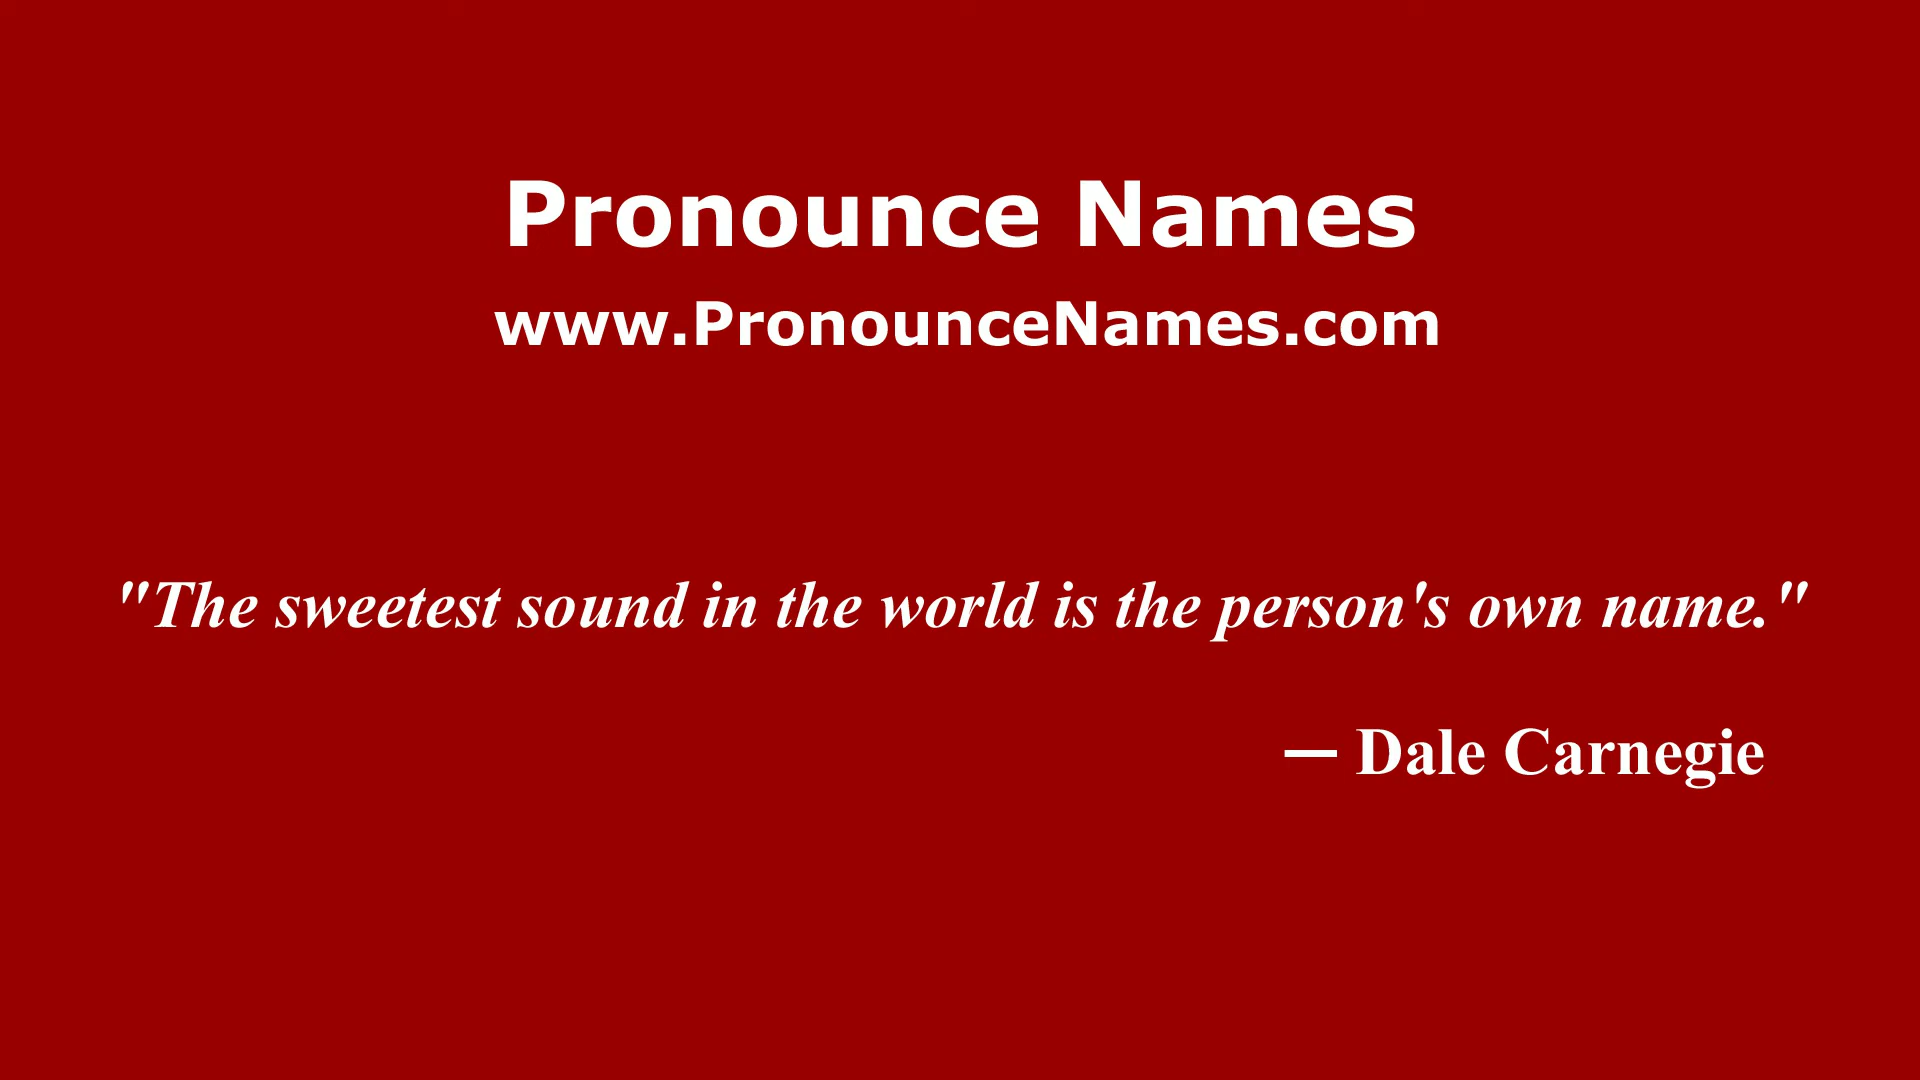 Pronounce Names
www.PronounceNames.com
"The sweetest sound in the world is the person's own name."
— Dale Carnegie